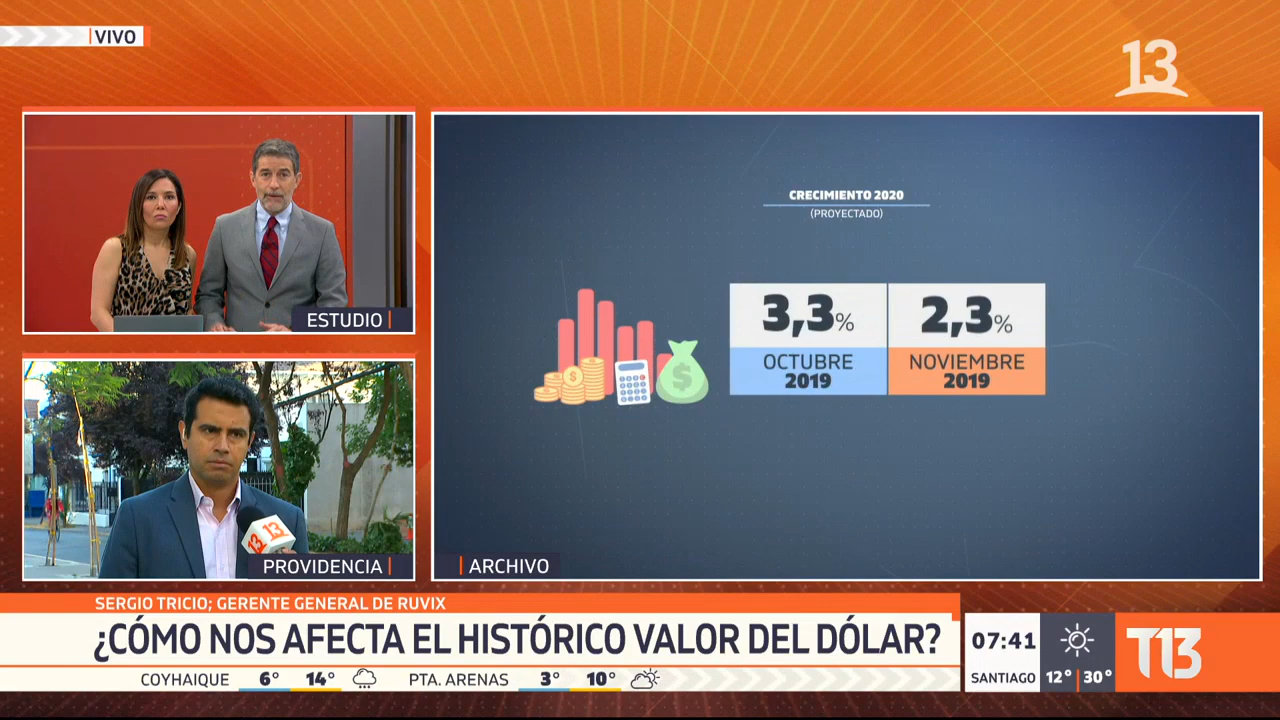 VIVO
13
ESTUDIO
CRECIMIENTO 2020
(PROYECTADO)
3,3%
2,3%
OCTUBRE
2019
NOVIEMBRE
2019
$
$
13 13
PROVIDENCIA
ARCHIVO
SERGIO TRICIO; GERENTE GENERAL DE RUVIX
¿CÓMO NOS AFECTA EL HISTÓRICO VALOR DEL DÓLAR?
COYHAIQUE 6° 14° PTA. ARENAS 3° 10°
07:41
SANTIAGO
12° 30°
T13